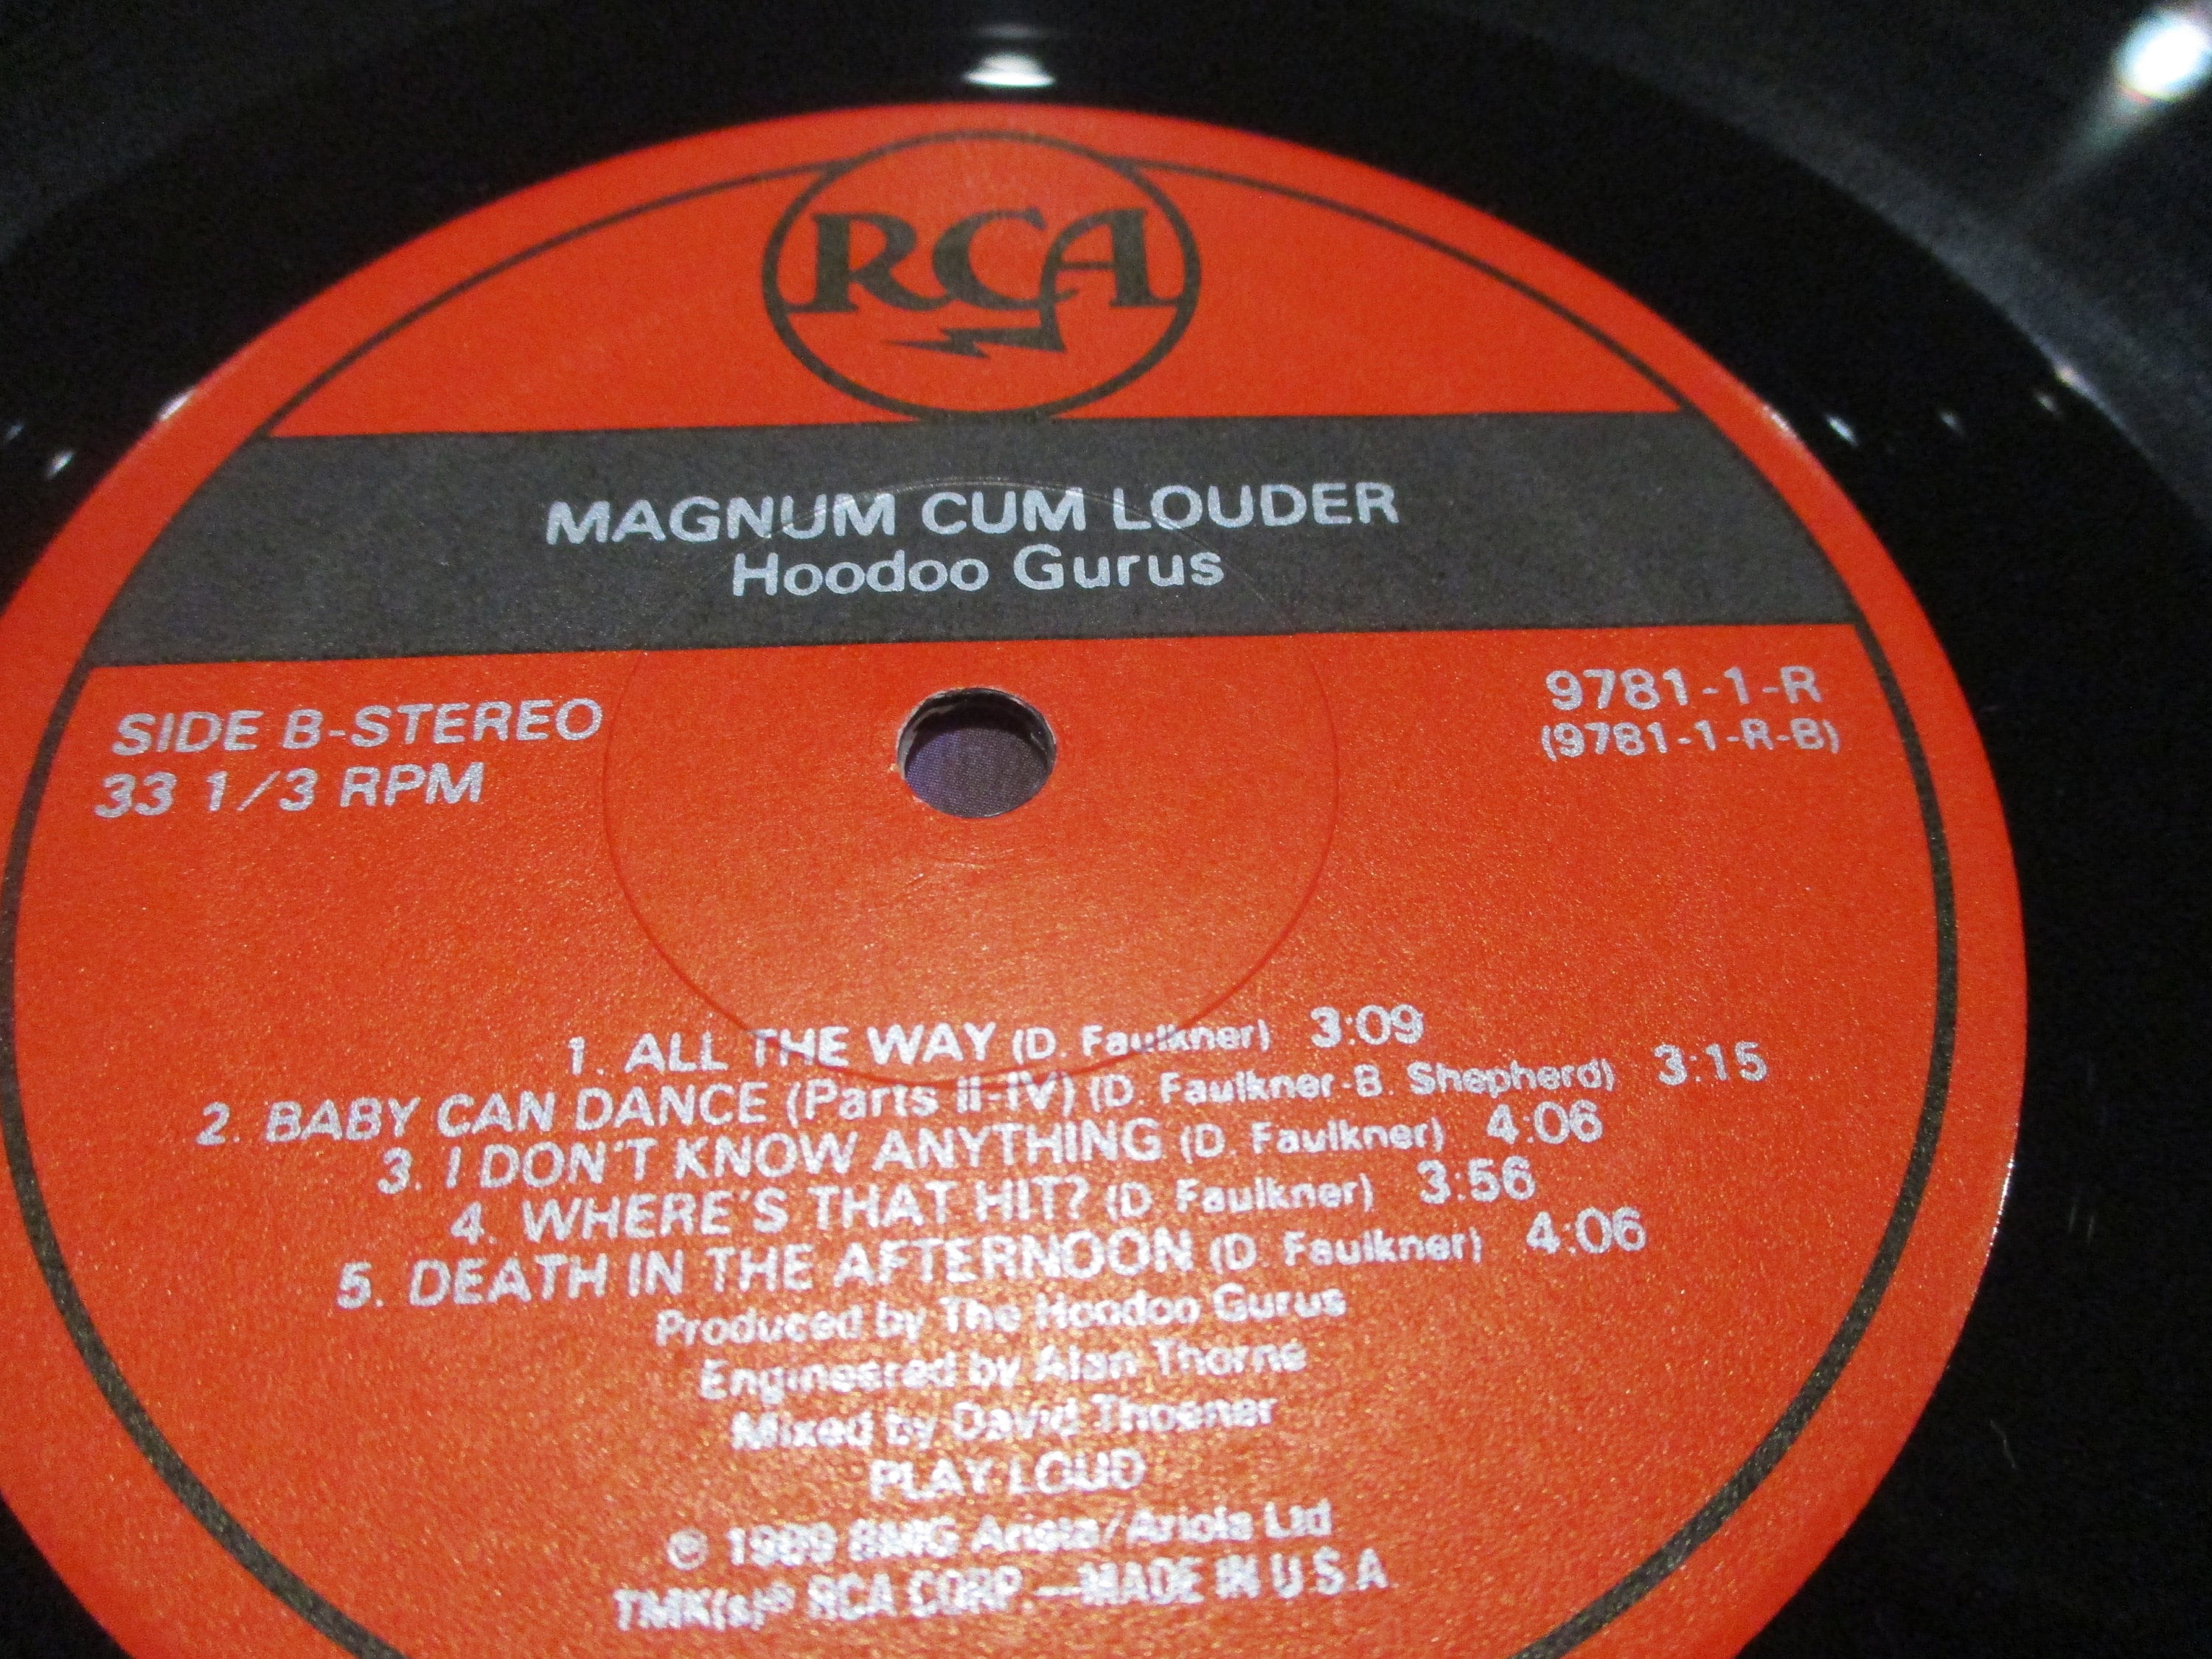 RCA
MAGNUM CUM LOUDER
Hoodoo Gurus
SIDE B-STEREO
33 1/3 RPM
9781-1-R
(9781-1-R-B)
1. ALL THE WAY (D. Faulkner) 3:09
2. BABY CAN DANCE (Parts II-IV) (D. Faulkner-B. Shepherd) 3:15
3. I DON'T KNOW ANYTHING (D. Faulkner) 4:06
4. WHERE'S THAT HIT? (D. Faulkner) 3:56
5. DEATH IN THE AFTERNOON (D. Faulkner) 4:06
Produced by The Hoodoo Gurus
Engineered by Alan Thorne
Mixed by David Thoener
PLAY LOUD
℗ 1989 BMG Ariola/Ariola Ltd
TMK(s)® RCA CORP.—MADE IN U.S.A.